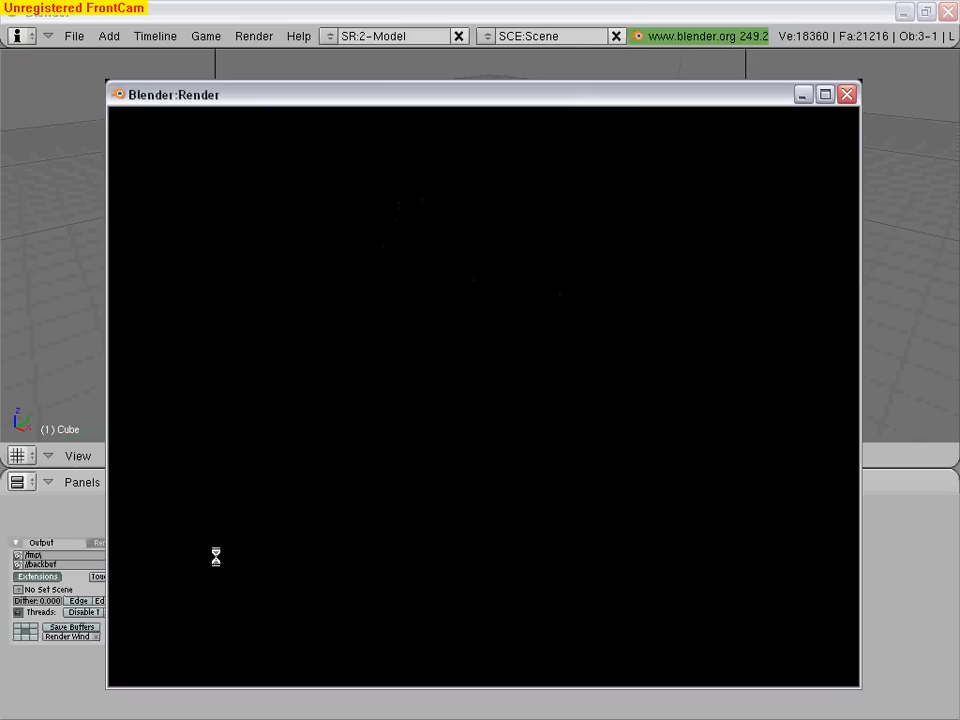 Unregistered FrontCam
File Add Timeline Game Render Help SR:2-Model SCE:Scene www.blender.org 249.2 Ve:18360 | Fa:21216 | Ob:3-1 | L
Blender:Render
z
(1) Cube
View
Panels
Output
/tmp\
//backbuf
Extensions
No Set Scene
Dither: 0.000 Edge Ed
Threads: Disable T
Save Buffers
Render Wind